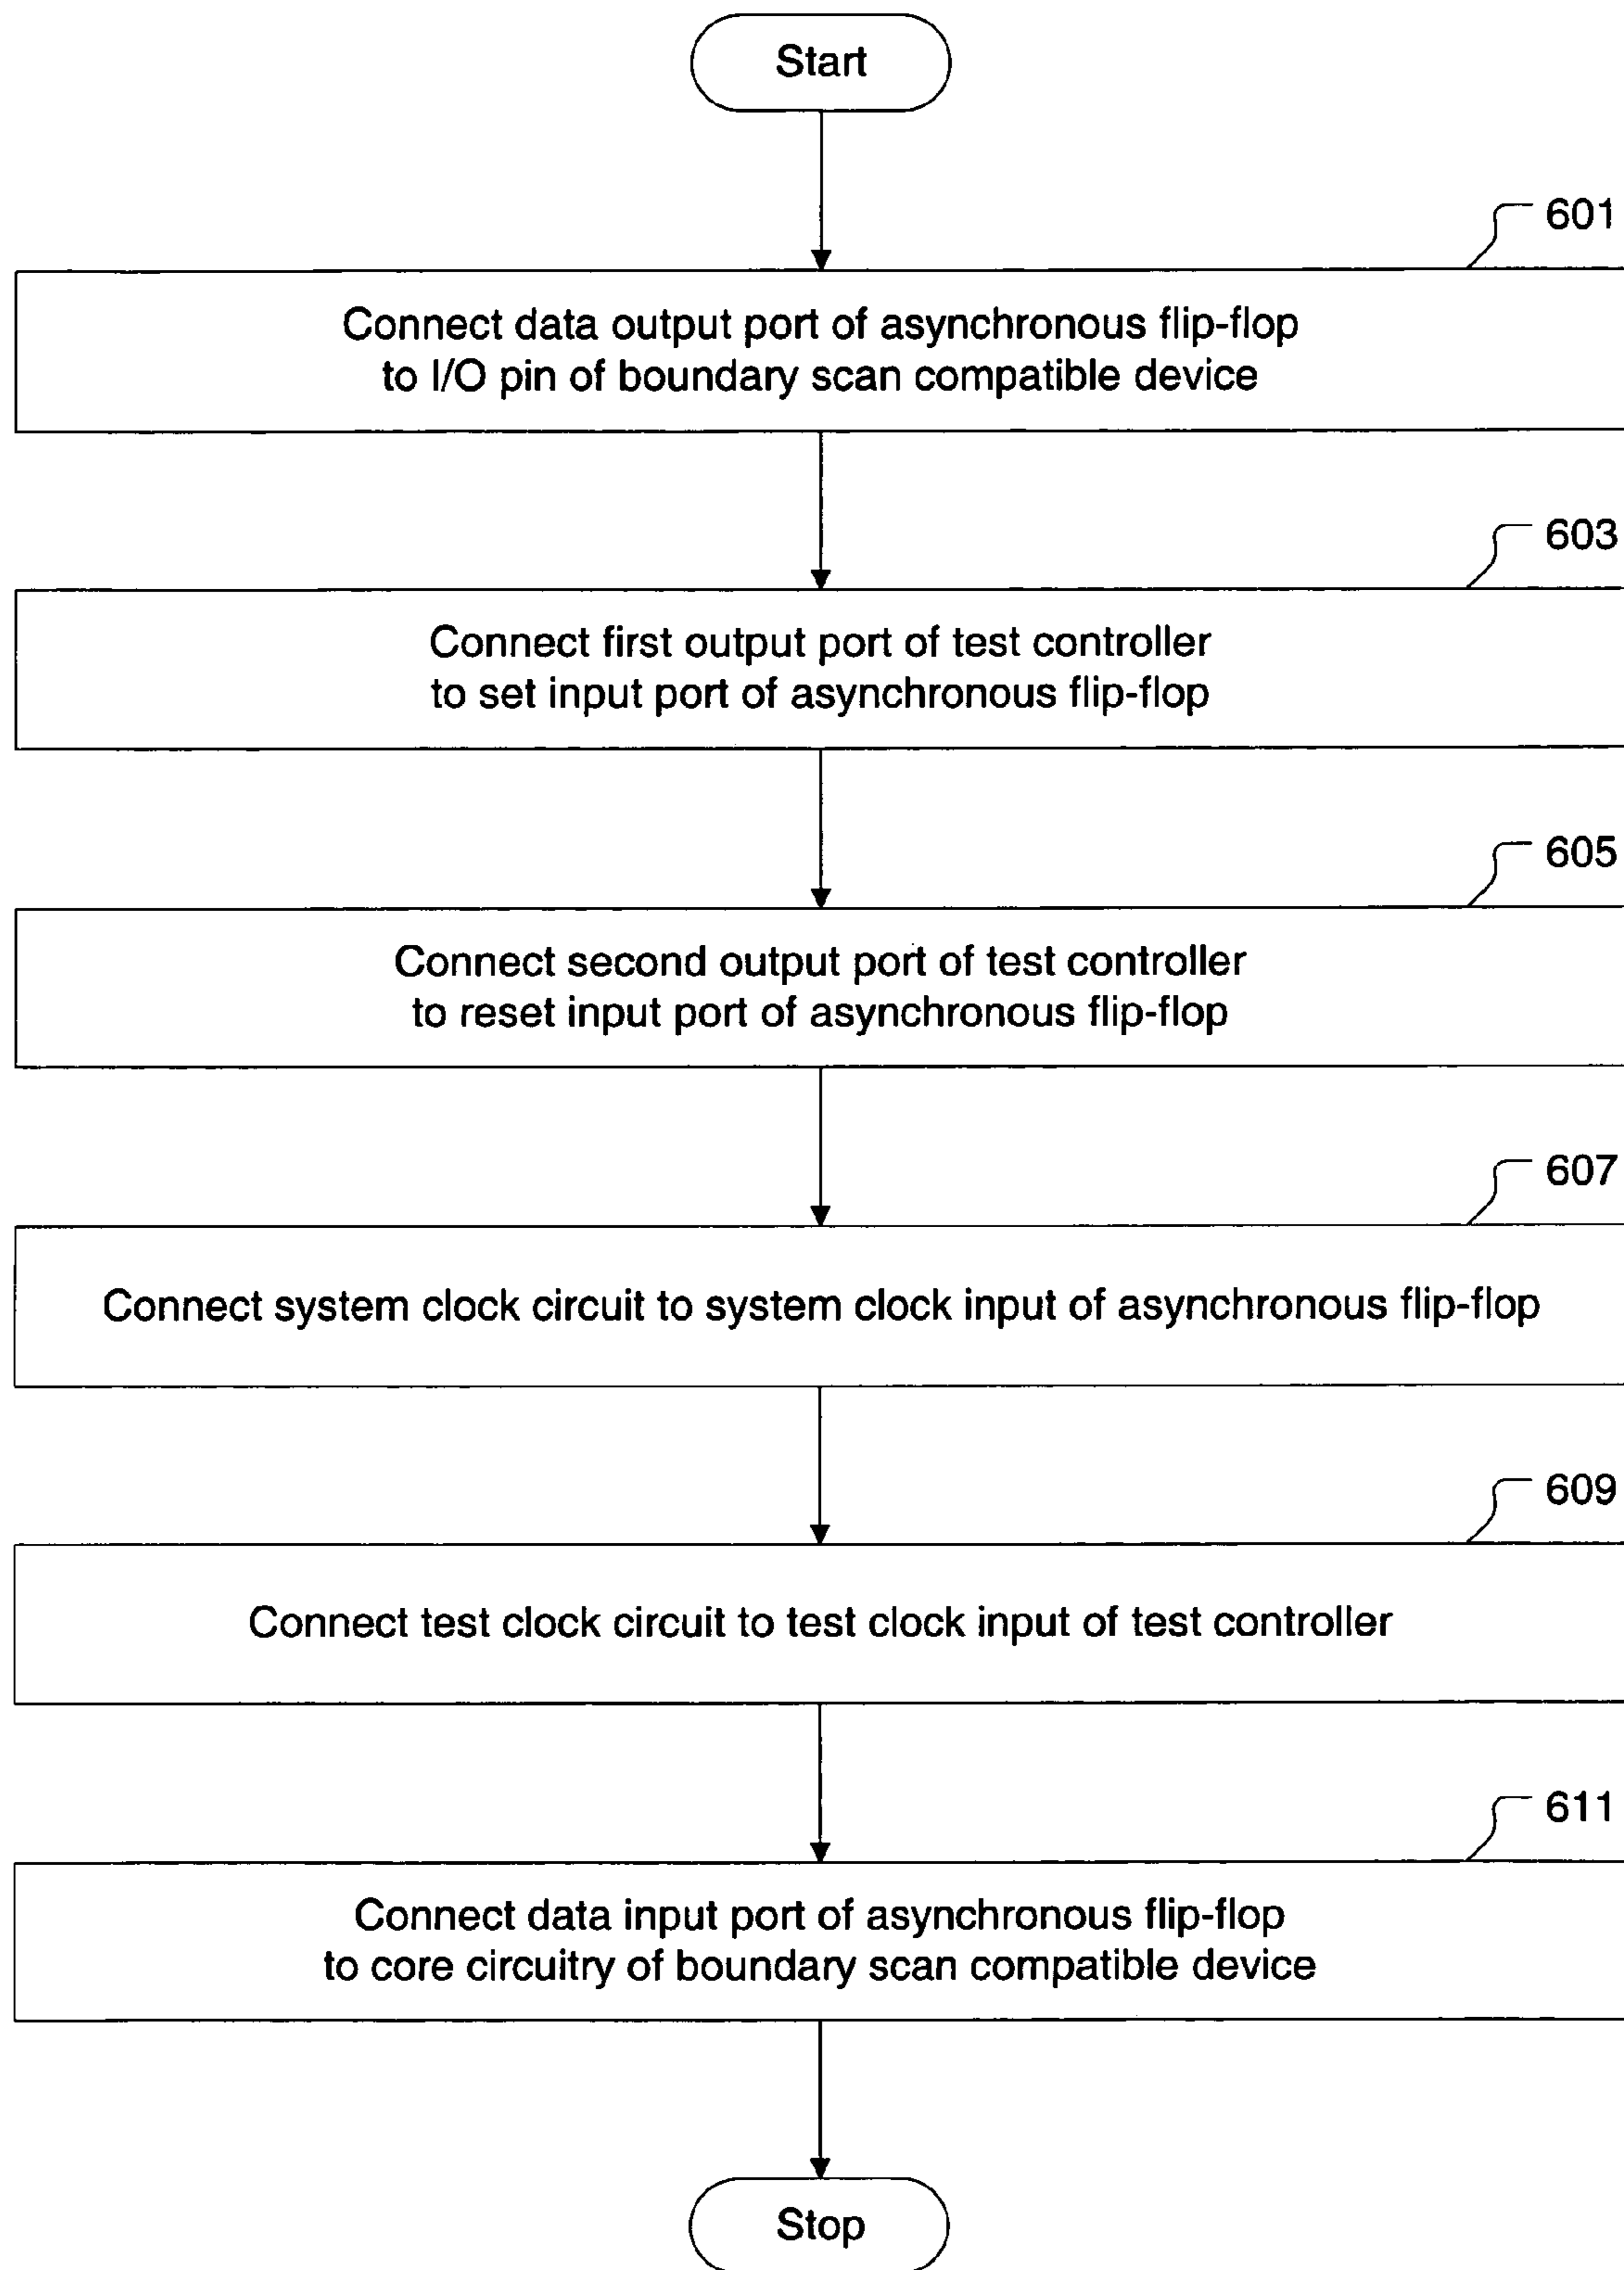 Start
601
Connect data output port of asynchronous flip-flop
to I/O pin of boundary scan compatible device
603
Connect first output port of test controller
to set input port of asynchronous flip-flop
605
Connect second output port of test controller
to reset input port of asynchronous flip-flop
607
Connect system clock circuit to system clock input of asynchronous flip-flop
609
Connect test clock circuit to test clock input of test controller
611
Connect data input port of asynchronous flip-flop
to core circuitry of boundary scan compatible device
Stop